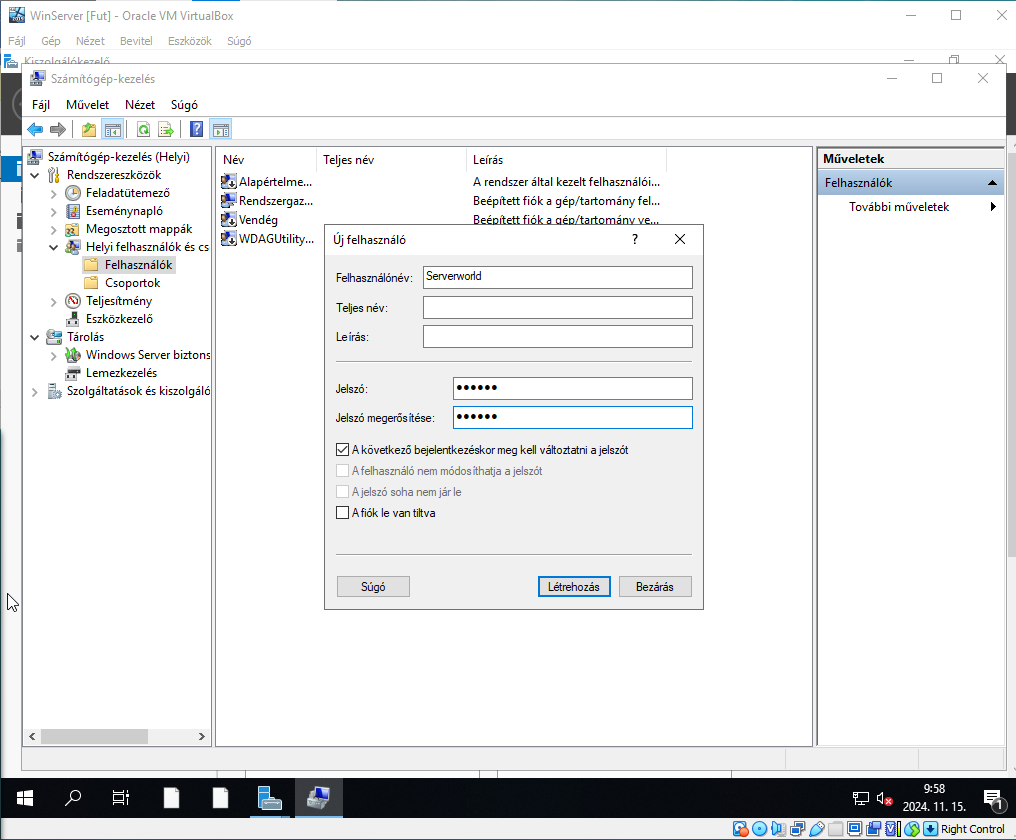 WinServer [Fut] - Oracle VM VirtualBox
Fájl Gép Nézet Bevitel Eszközök Súgó
Kiszolgálókezelő
Számítógép-kezelés
Fájl Művelet Nézet Súgó
Számítógép-kezelés (Helyi)
Rendszereszközök
Feladatütemező
Eseménynapló
Megosztott mappák
Helyi felhasználók és cs
Felhasználók
Csoportok
Teljesítmény
Eszközkezelő
Tárolás
Windows Server biztons
Lemezkezelés
Szolgáltatások és kiszolgáló
Név Teljes név Leírás
Alapértelme... A rendszer által kezelt felhasználói...
Rendszergaz... Beépített fiók a gép/tartomány fel...
Vendég Beépített fiók a gép/tartomány ve...
WDAGUtility...
Műveletek
Felhasználók
További műveletek
Új felhasználó
?
Felhasználónév: Serverworld
Teljes név:
Leírás:
Jelszó: ●●●●●●
Jelszó megerősítése: ●●●●●●
A következő bejelentkezéskor meg kell változtatni a jelszót
A felhasználó nem módosíthatja a jelszót
A jelszó soha nem jár le
A fiók le van tiltva
Súgó Létrehozás Bezárás
9:58
2024. 11. 15.
1
Right Control